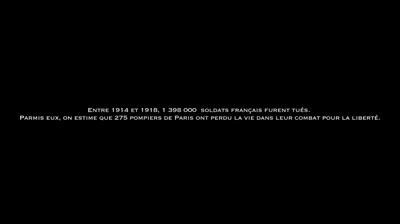 Entre 1914 et 1918, 1 398 000 soldats français furent tués.
Parmis eux, on estime que 275 pompiers de Paris ont perdu la vie dans leur combat pour la liberté.